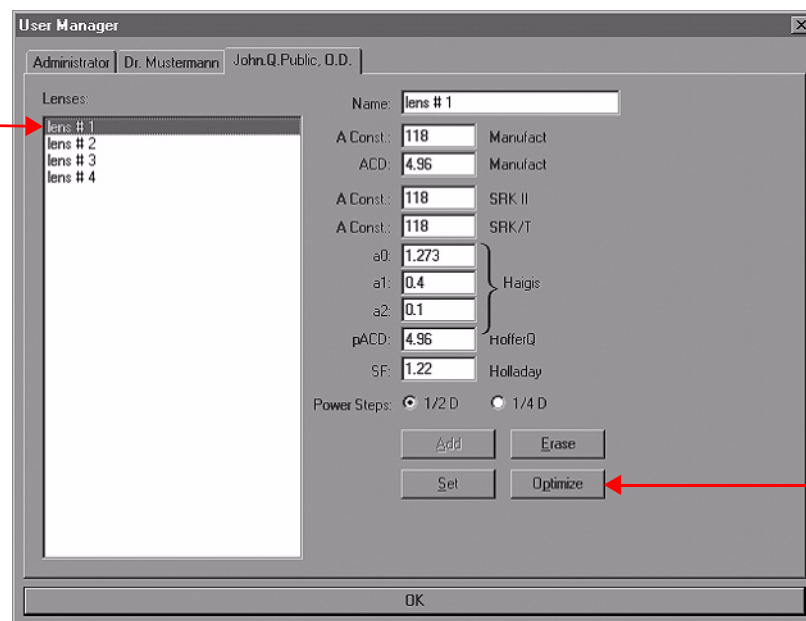 User Manager
Administrator Dr. Mustermann John.Q.Public, O.D.
Lenses:
lens # 1
lens # 2
lens # 3
lens # 4
Name: lens # 1
A Const.: 118 Manufact
ACD: 4.96 Manufact
A Const.: 118 SRK II
A Const.: 118 SRK/T
a0: 1.273
a1: 0.4 Haigis
a2: 0.1
pACD: 4.96 HofferQ
SF: 1.22 Holladay
Power Steps: 1/2 D 1/4 D
Add Erase
Set Optimize
OK